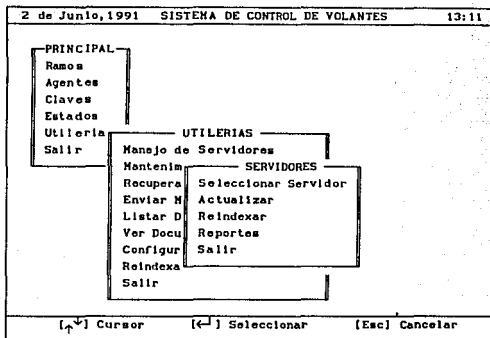 2 de Junio,1991 SISTEMA DE CONTROL DE VOLANTES 13:11
PRINCIPAL
Ramos
Agentes
Claves
Estados
Utileria
Salir
UTILERIAS
Manejo de Servidores
Mantenim
Recupera
Enviar M
Listar D
Ver Docu
Configur
Reindexa
Salir
SERVIDORES
Seleccionar Servidor
Actualizar
Reindexar
Reportes
Salir
[↑↓] Cursor [←┘] Seleccionar [Esc] Cancelar